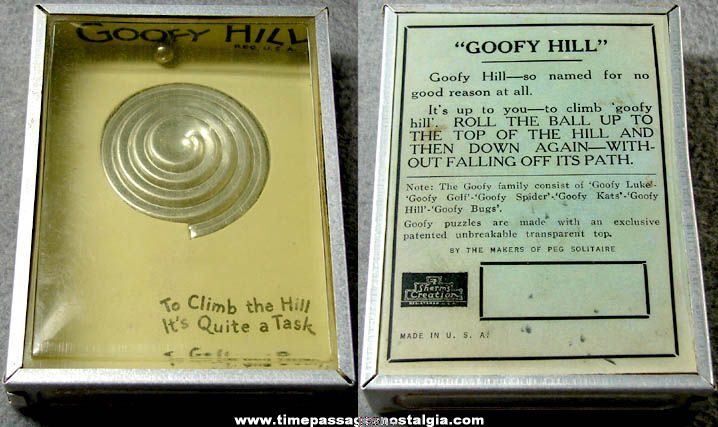 GOOFY HILL
REG. U.S.A.
To Climb the Hill
It's Quite a Task
"GOOFY HILL"
Goofy Hill—so named for no
good reason at all.
It's up to you—to climb 'goofy
hill'. ROLL THE BALL UP TO
THE TOP OF THE HILL AND
THEN DOWN AGAIN—WITH-
OUT FALLING OFF ITS PATH.
Note: The Goofy family consist of 'Goofy Luke'-
'Goofy Golf'-'Goofy Spider'-'Goofy Kats'-'Goofy
Hill'-'Goofy Bugs'.
Goofy puzzles are made with an exclusive
patented unbreakable transparent top.
BY THE MAKERS OF PEG SOLITAIRE
Sherms
Creation
MADE IN U. S. A.
www.timepassagesnostalgia.com